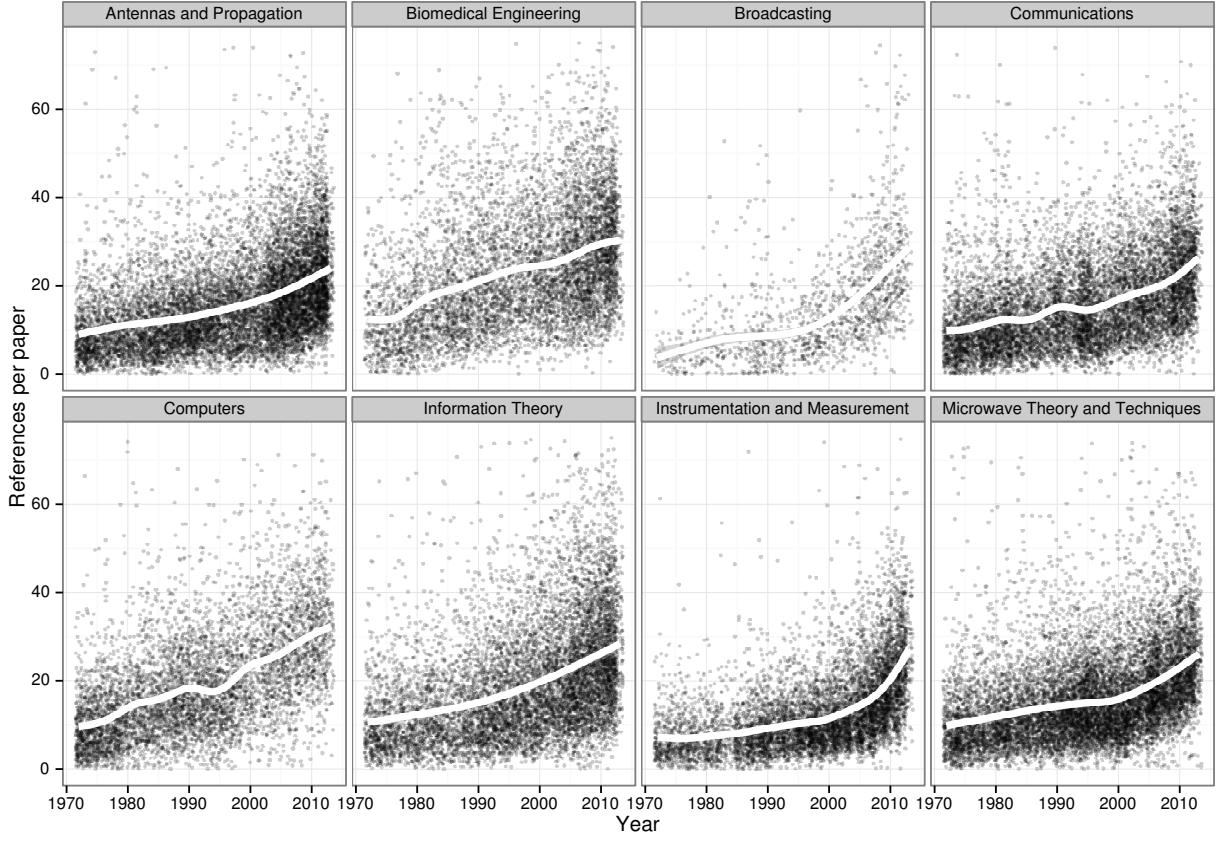 Antennas and Propagation Biomedical Engineering Broadcasting Communications
60
40
20
0
Computers Information Theory Instrumentation and Measurement Microwave Theory and Techniques
60
40
20
0
1970 1980 1990 2000 2010 1970 1980 1990 2000 2010 1970 1980 1990 2000 2010 1970 1980 1990 2000 2010
Year
References per paper